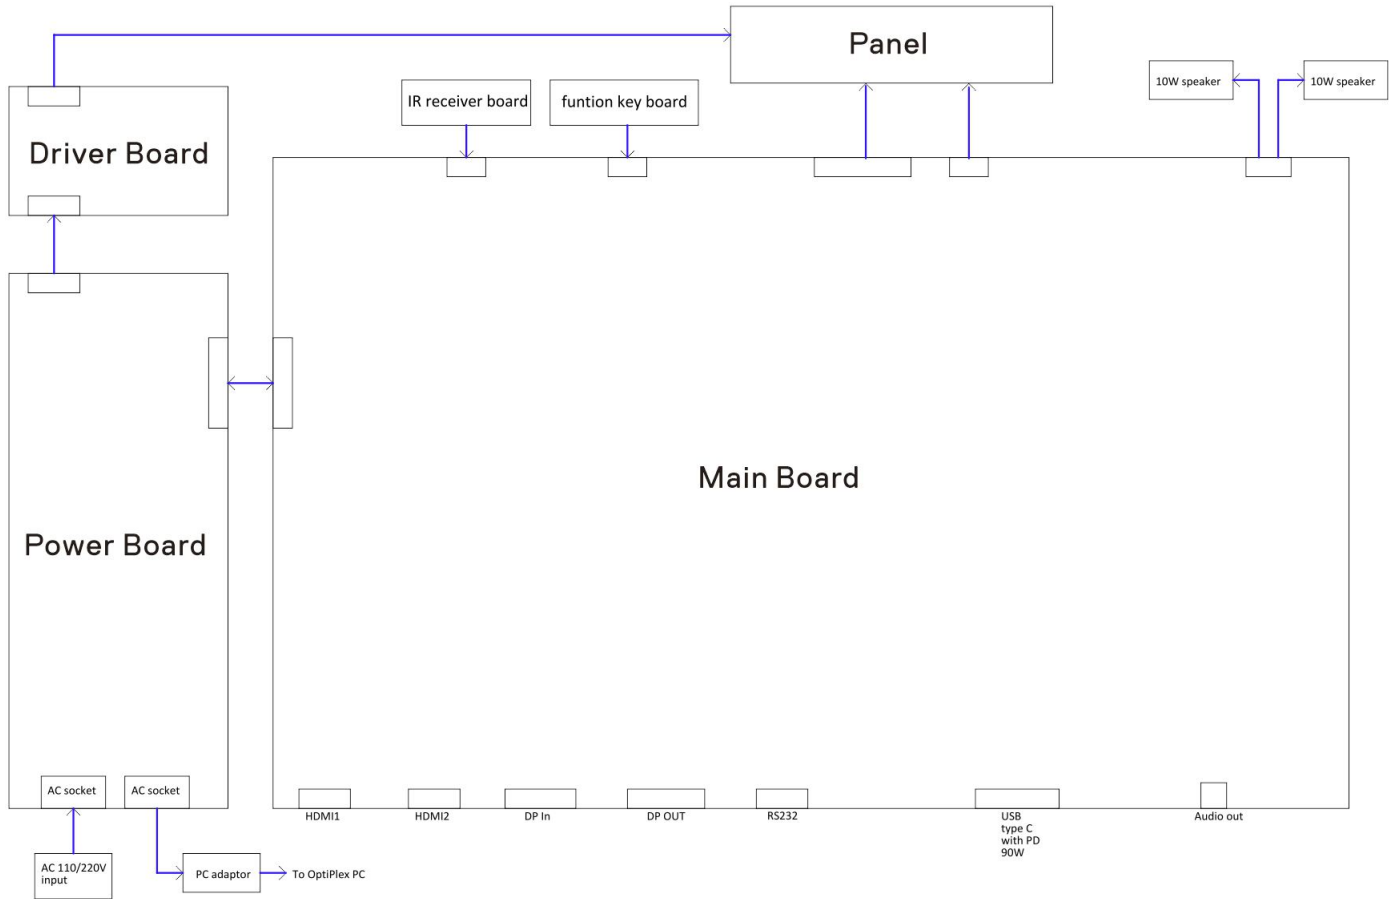 Panel
10W speaker
10W speaker
IR receiver board
funtion key board
Driver Board
Main Board
Power Board
AC socket
AC socket
HDMI1
HDMI2
DP In
DP OUT
RS232
USB
type C
with PD
90W
Audio out
AC 110/220V
input
PC adaptor
To OptiPlex PC